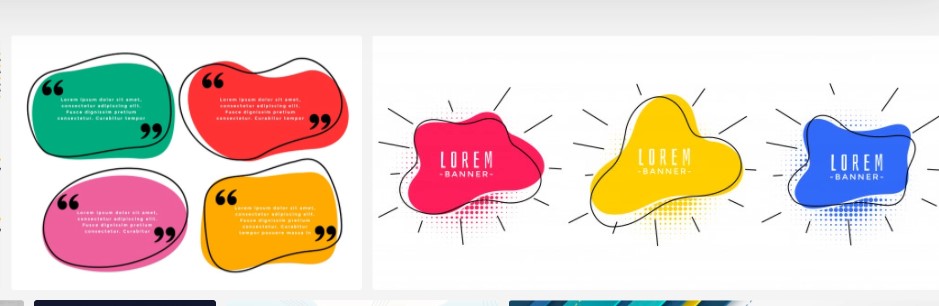 Lorem ipsum dolor sit amet,
consectetur adipiscing elit.
Fusce dignissim pretium
consectetur. Curabitur tempor
Lorem ipsum dolor sit amet,
consectetur adipiscing elit.
Fusce dignissim pretium
consectetur. Curabitur tempor
Lorem ipsum dolor sit amet,
consectetur adipiscing elit.
Fusce dignissim pretium
consectetur. Curabitur
Lorem ipsum dolor sit amet,
consectetur adipiscing elit.
Fusce dignissim pretium
consectetur. Curabitur
tempor posuere massa in
LOREM
-BANNER-
LOREM
-BANNER-
LOREM
-BANNER-